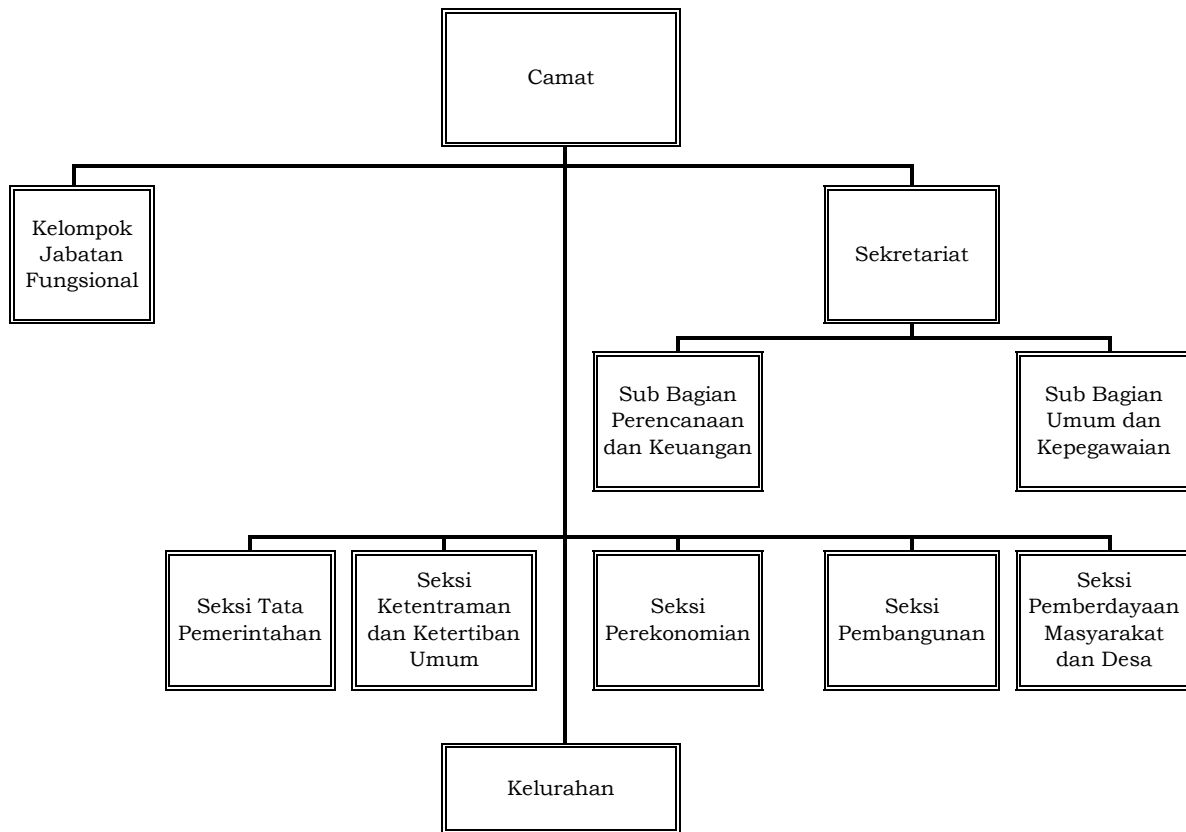 Camat
Kelompok
Jabatan
Fungsional
Sekretariat
Sub Bagian
Perencanaan
dan Keuangan
Sub Bagian
Umum dan
Kepegawaian
Seksi Tata
Pemerintahan
Seksi
Ketentraman
dan Ketertiban
Umum
Seksi
Perekonomian
Seksi
Pembangunan
Seksi
Pemberdayaan
Masyarakat
dan Desa
Kelurahan